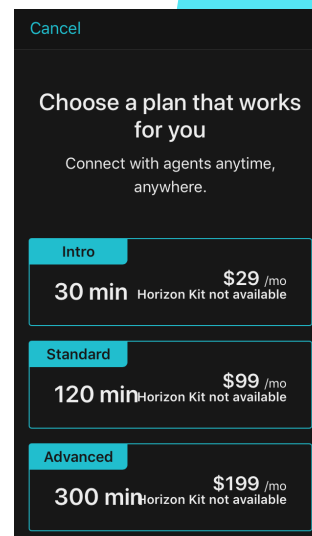 Cancel
Choose a plan that works
for you
Connect with agents anytime,
anywhere.
Intro
30 min
$29 /mo
Horizon Kit not available
Standard
120 min
$99 /mo
Horizon Kit not available
Advanced
300 min
$199 /mo
Horizon Kit not available